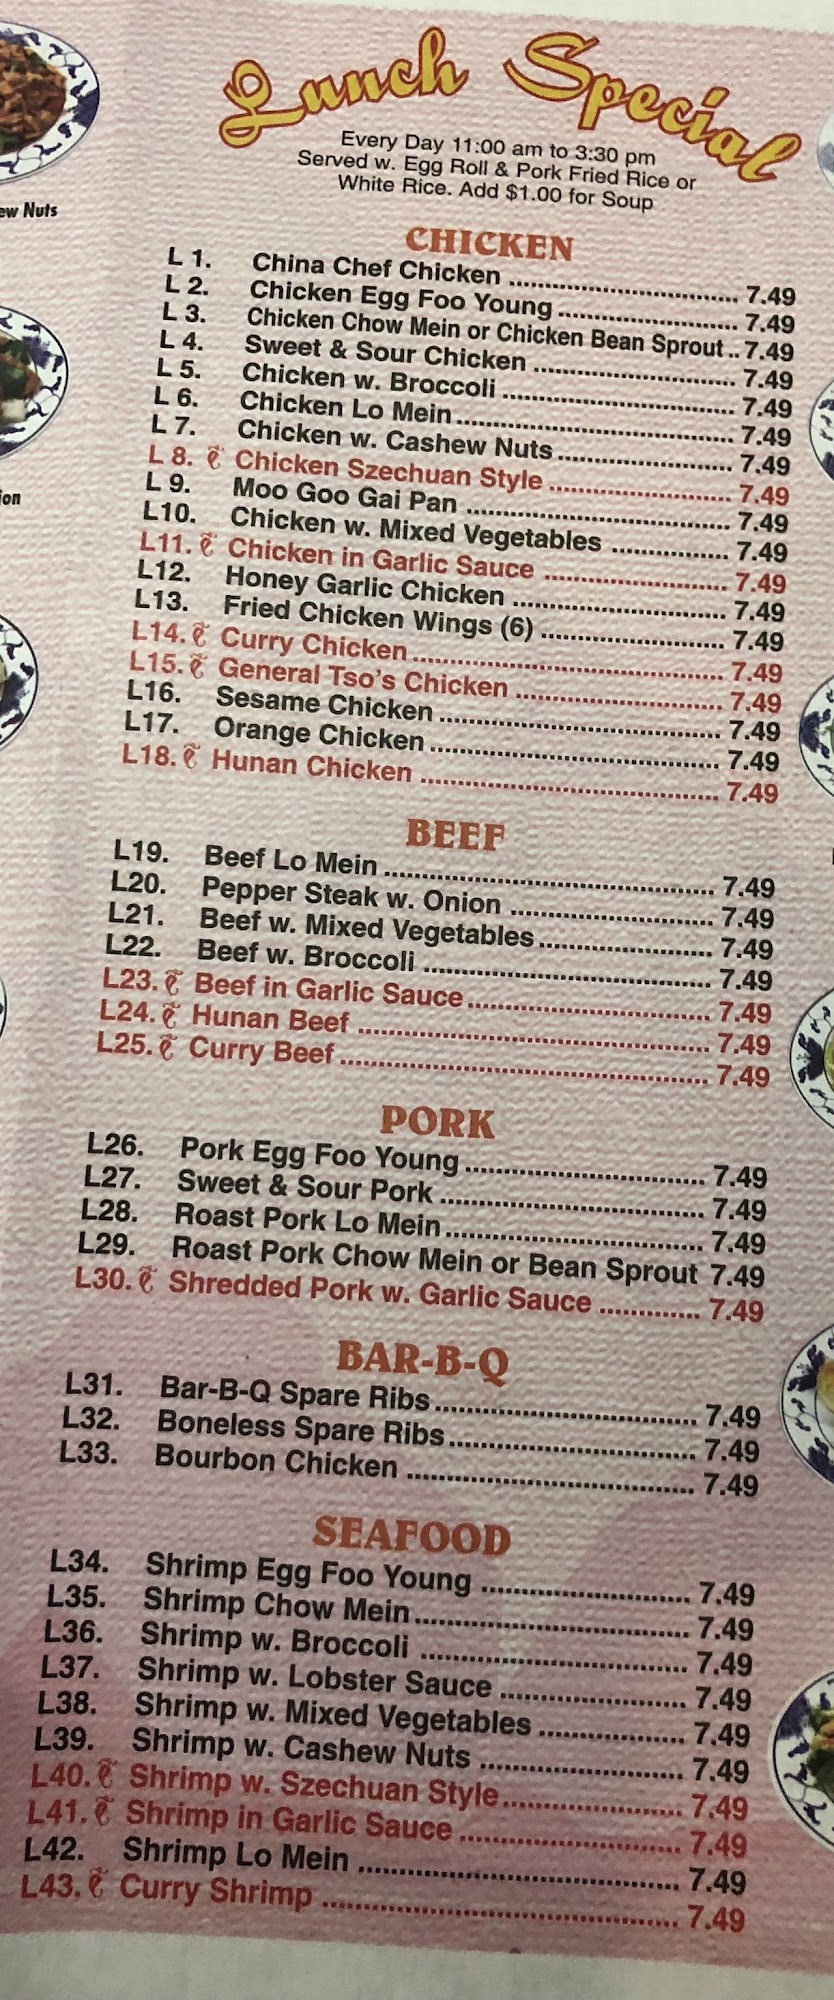 Lunch Special
Every Day 11:00 am to 3:30 pm
Served w. Egg Roll & Pork Fried Rice or
White Rice. Add $1.00 for Soup
ew Nuts
ion
CHICKEN
L 1. China Chef Chicken 7.49
L 2. Chicken Egg Foo Young 7.49
L 3. Chicken Chow Mein or Chicken Bean Sprout 7.49
L 4. Sweet & Sour Chicken 7.49
L 5. Chicken w. Broccoli 7.49
L 6. Chicken Lo Mein 7.49
L 7. Chicken w. Cashew Nuts 7.49
L 8. Chicken Szechuan Style 7.49
L 9. Moo Goo Gai Pan 7.49
L10. Chicken w. Mixed Vegetables 7.49
L11. Chicken in Garlic Sauce 7.49
L12. Honey Garlic Chicken 7.49
L13. Fried Chicken Wings (6) 7.49
L14. Curry Chicken 7.49
L15. General Tso's Chicken 7.49
L16. Sesame Chicken 7.49
L17. Orange Chicken 7.49
L18. Hunan Chicken 7.49
BEEF
L19. Beef Lo Mein 7.49
L20. Pepper Steak w. Onion 7.49
L21. Beef w. Mixed Vegetables 7.49
L22. Beef w. Broccoli 7.49
L23. Beef in Garlic Sauce 7.49
L24. Hunan Beef 7.49
L25. Curry Beef 7.49
PORK
L26. Pork Egg Foo Young 7.49
L27. Sweet & Sour Pork 7.49
L28. Roast Pork Lo Mein 7.49
L29. Roast Pork Chow Mein or Bean Sprout 7.49
L30. Shredded Pork w. Garlic Sauce 7.49
BAR-B-Q
L31. Bar-B-Q Spare Ribs 7.49
L32. Boneless Spare Ribs 7.49
L33. Bourbon Chicken 7.49
SEAFOOD
L34. Shrimp Egg Foo Young 7.49
L35. Shrimp Chow Mein 7.49
L36. Shrimp w. Broccoli 7.49
L37. Shrimp w. Lobster Sauce 7.49
L38. Shrimp w. Mixed Vegetables 7.49
L39. Shrimp w. Cashew Nuts 7.49
L40. Shrimp w. Szechuan Style 7.49
L41. Shrimp in Garlic Sauce 7.49
L42. Shrimp Lo Mein 7.49
L43. Curry Shrimp 7.49